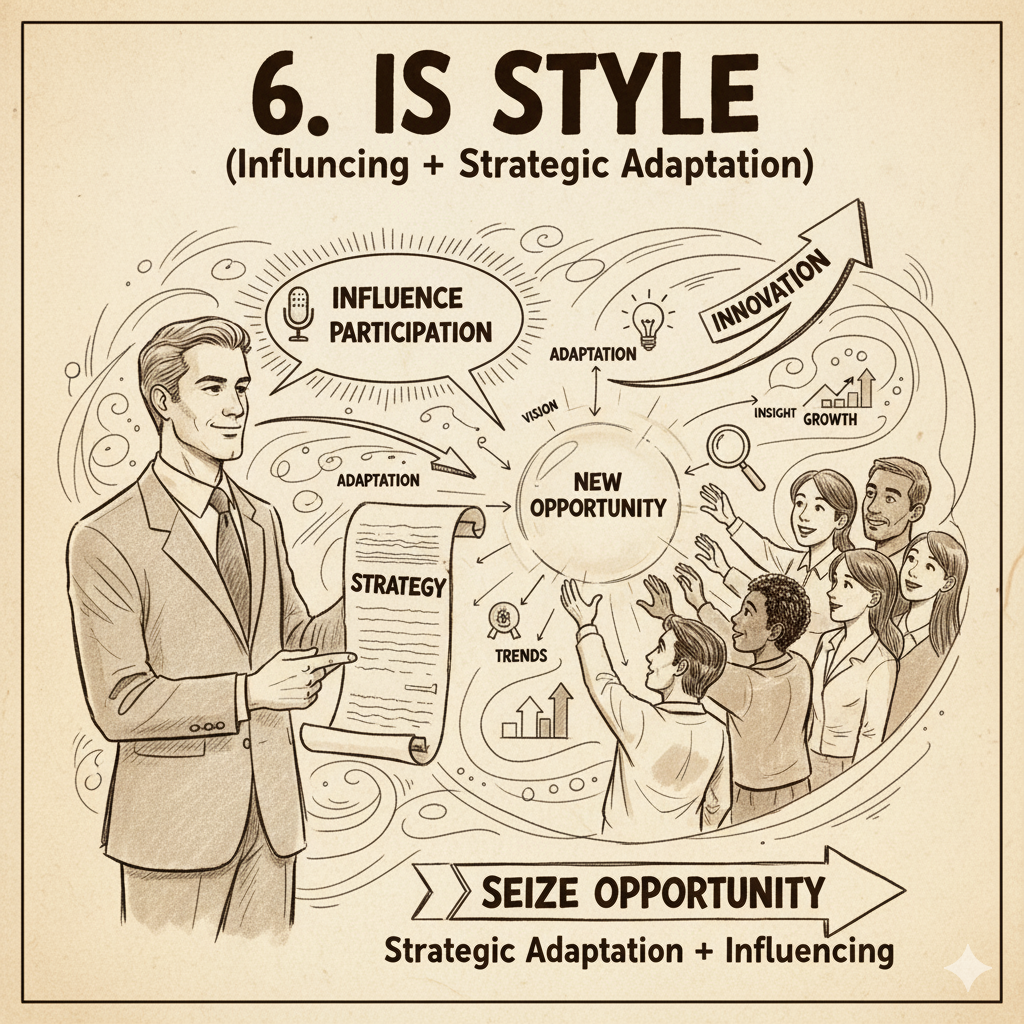 6. IS STYLE
(Influncing + Strategic Adaptation)
INFLUENCE
PARTICIPATION
INNOVATION
ADAPTATION
VISION
INSIGHT
GROWTH
ADAPTATION
NEW
OPPORTUNITY
STRATEGY
TRENDS
SEIZE OPPORTUNITY
Strategic Adaptation + Influencing